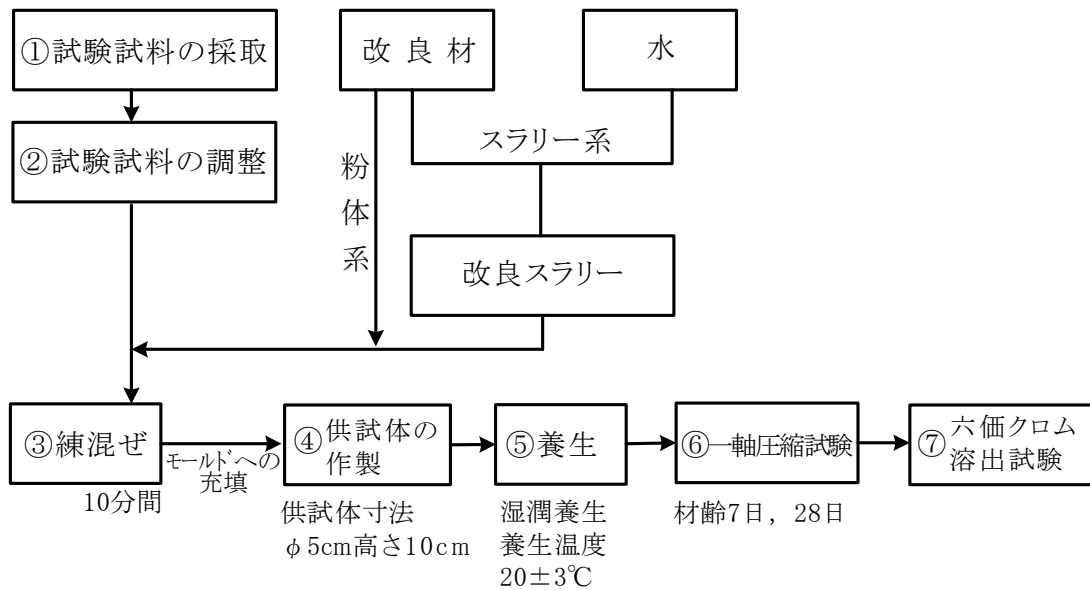 ①試験試料の採取
改良材
水
②試験試料の調整
スラリー系
粉体系
改良スラリー
③練混ぜ
10分間
モールドへの
充填
④供試体の
作製
供試体寸法
φ5cm高さ10cm
⑤養生
湿潤養生
養生温度
20±3℃
⑥一軸圧縮試験
材齢7日，28日
⑦六価クロム
溶出試験